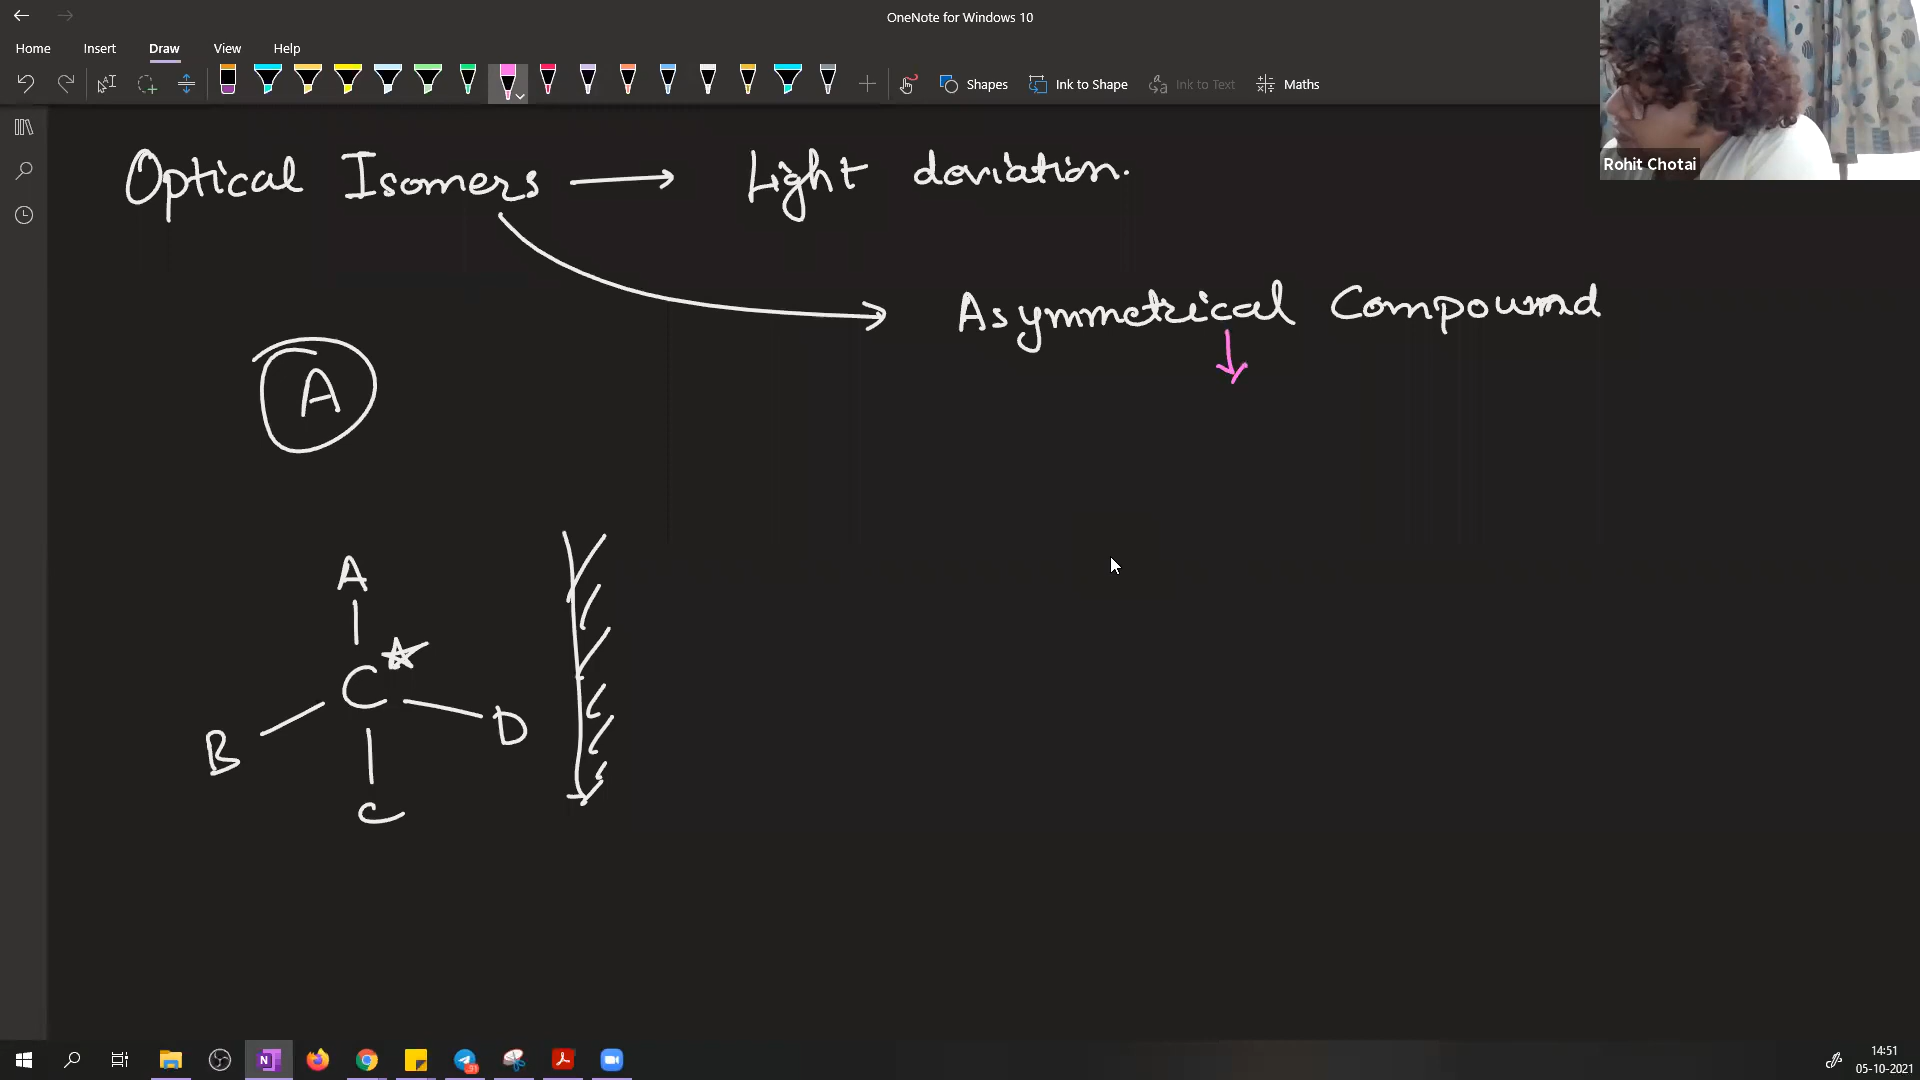 OneNote for Windows 10
Home Insert Draw View Help
Shapes Ink to Shape Ink to Text Maths
Rohit Chotai
Optical Isomers → Light deviation.
Asymmetrical Compound
A
A
C
B D
C
14:51
05-10-2021